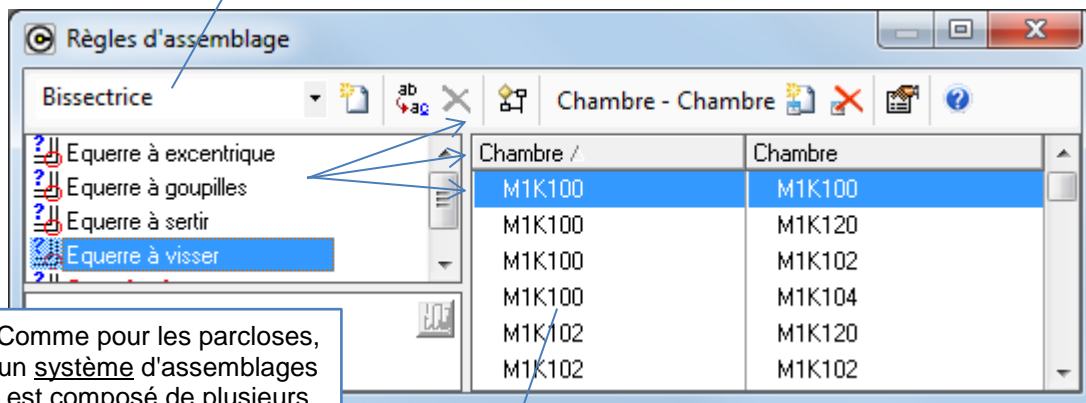 Règles d'assemblage
Bissectrice
Chambre - Chambre
Equerre à excentrique
Equerre à goupilles
Equerre à sertir
Equerre à visser
Chambre Chambre
M1K100 M1K100
M1K100 M1K120
M1K100 M1K102
M1K100 M1K104
M1K102 M1K120
M1K102 M1K102
Comme pour les parcloses,
un système d'assemblages
est composé de plusieurs